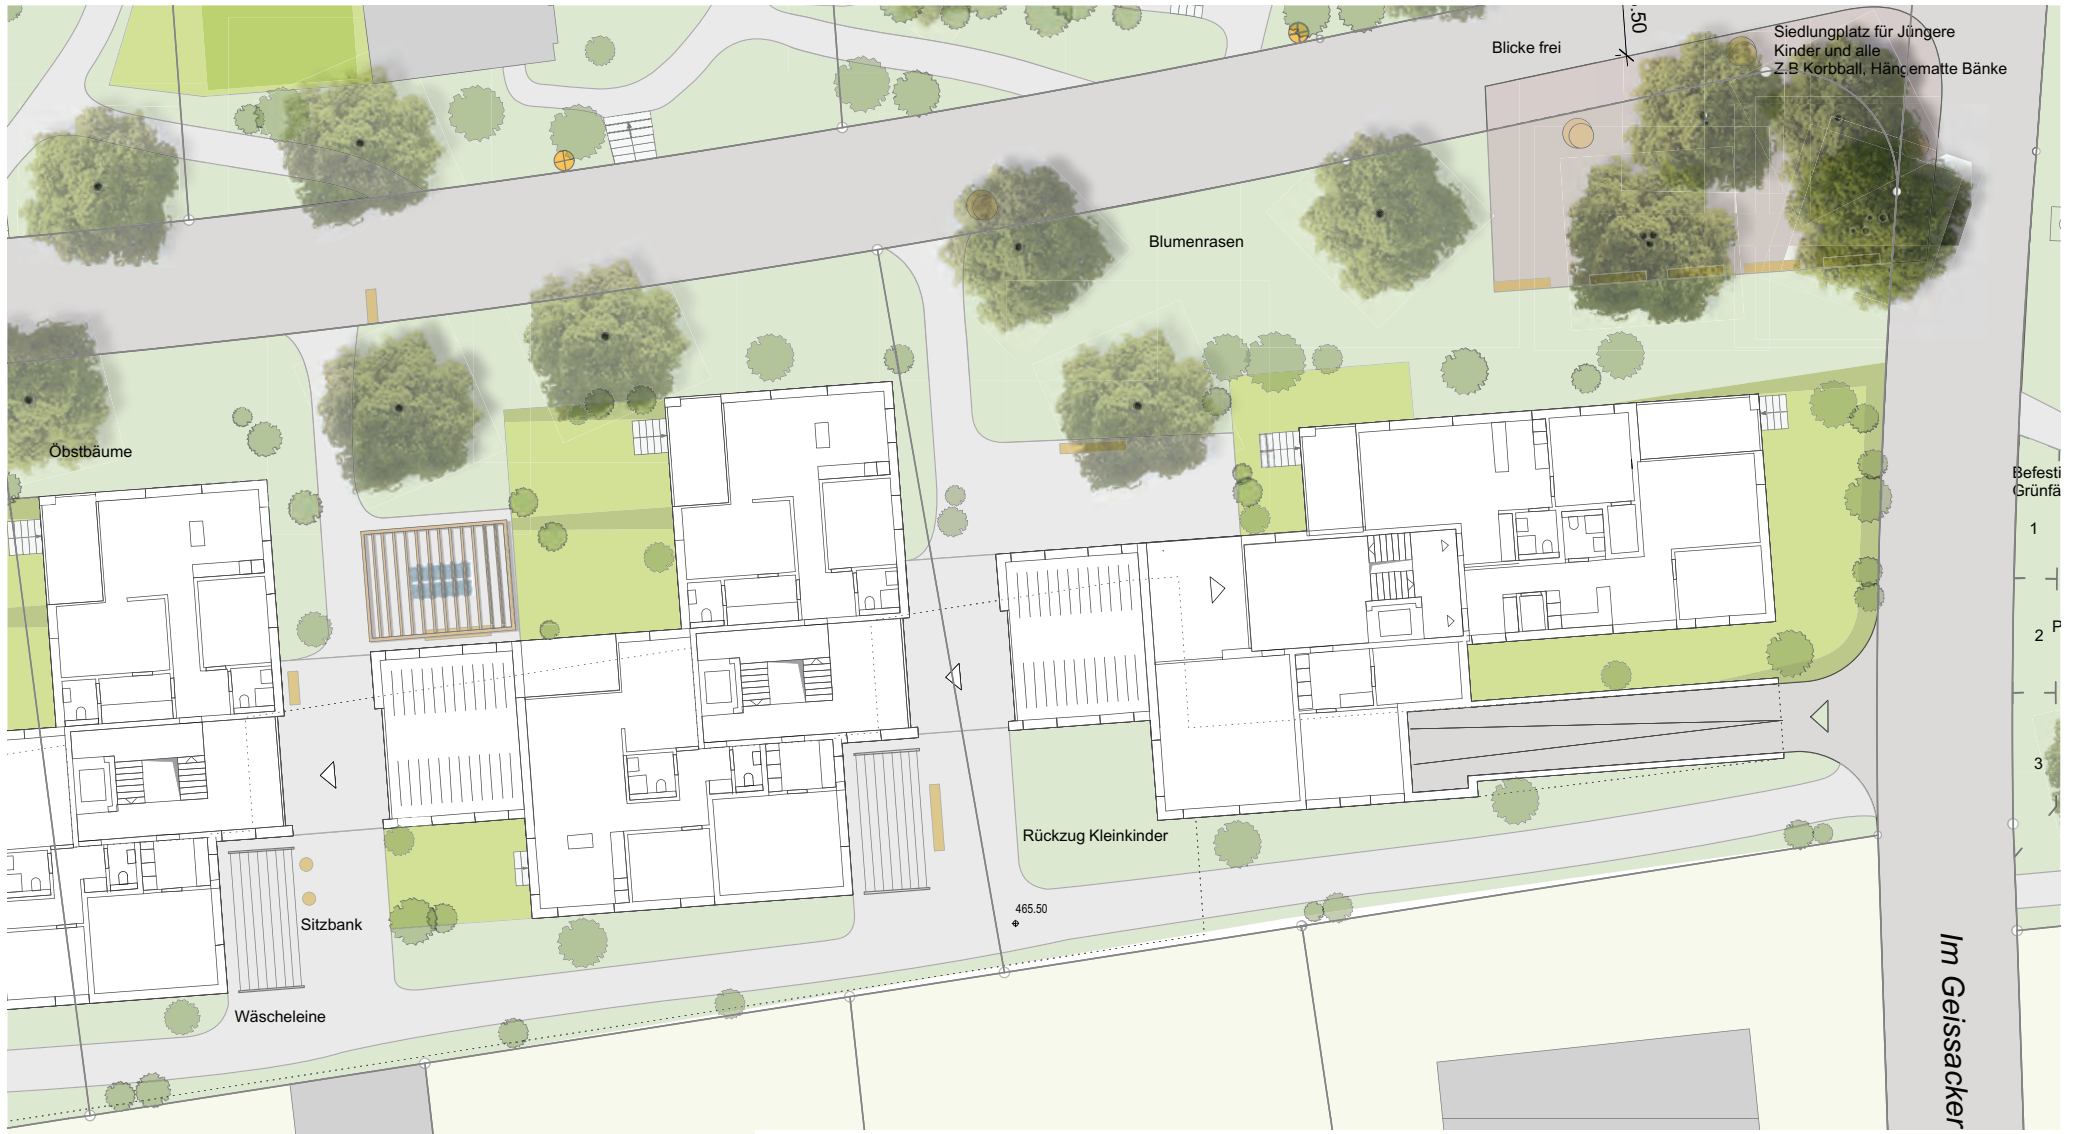 .50
Siedlungplatz für Jüngere
Kinder und alle
Z.B Korbball, Hängematte Bänke
Blicke frei
Blumenrasen
Öbstbäume
Befesti
Grünfä
1
2 P
3
Rückzug Kleinkinder
465.50
Sitzbank
Wäscheleine
Im Geissacker